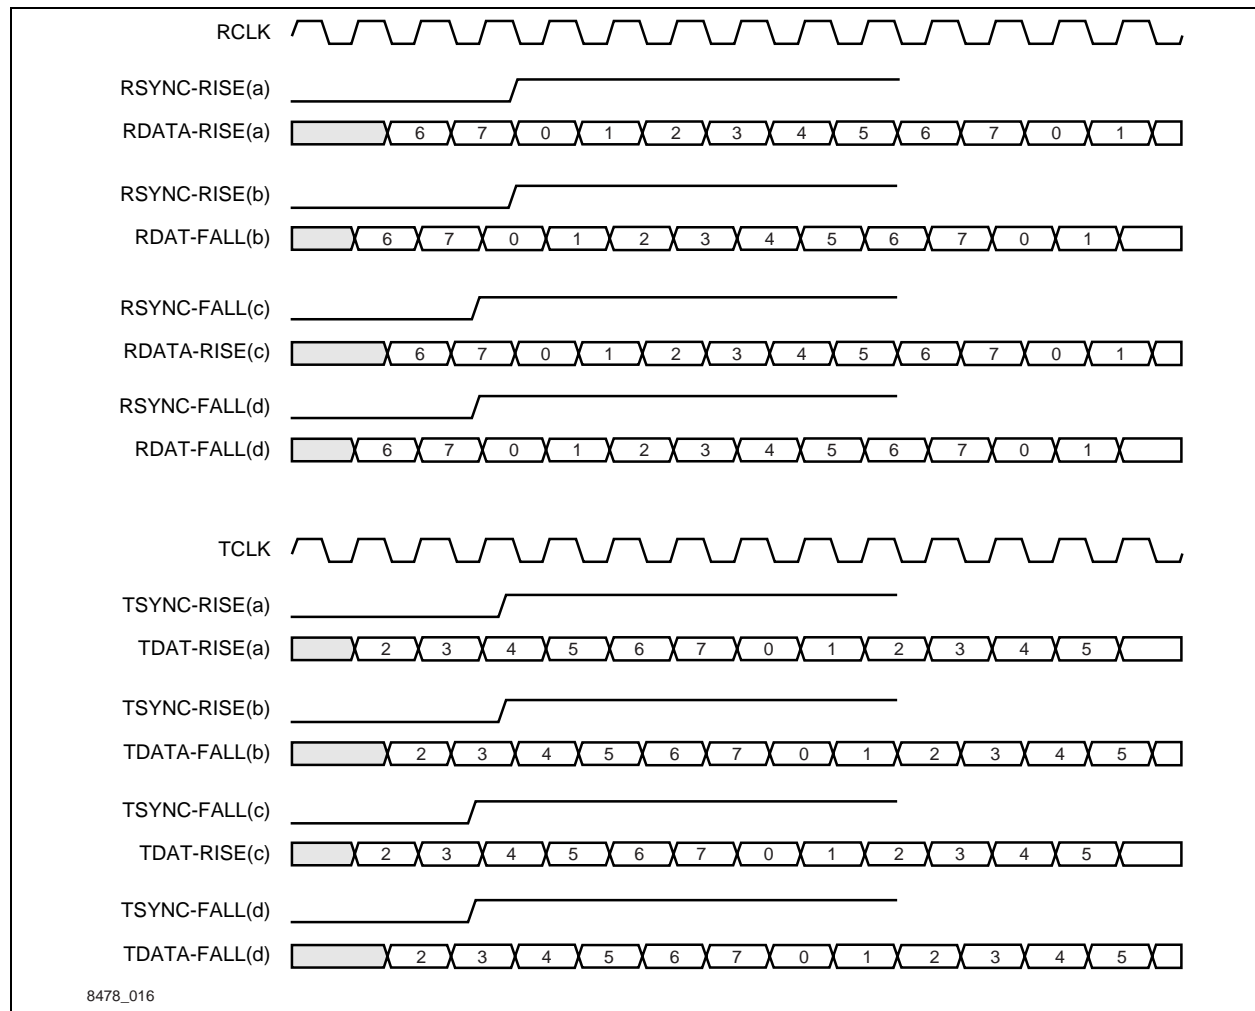 RCLK
RSYNC-RISE(a)
RDATA-RISE(a) 6 7 0 1 2 3 4 5 6 7 0 1
RSYNC-RISE(b)
RDAT-FALL(b) 6 7 0 1 2 3 4 5 6 7 0 1
RSYNC-FALL(c)
RDATA-RISE(c) 6 7 0 1 2 3 4 5 6 7 0 1
RSYNC-FALL(d)
RDAT-FALL(d) 6 7 0 1 2 3 4 5 6 7 0 1
TCLK
TSYNC-RISE(a)
TDAT-RISE(a) 2 3 4 5 6 7 0 1 2 3 4 5
TSYNC-RISE(b)
TDATA-FALL(b) 2 3 4 5 6 7 0 1 2 3 4 5
TSYNC-FALL(c)
TDAT-RISE(c) 2 3 4 5 6 7 0 1 2 3 4 5
TSYNC-FALL(d)
TDATA-FALL(d) 2 3 4 5 6 7 0 1 2 3 4 5
8478_016